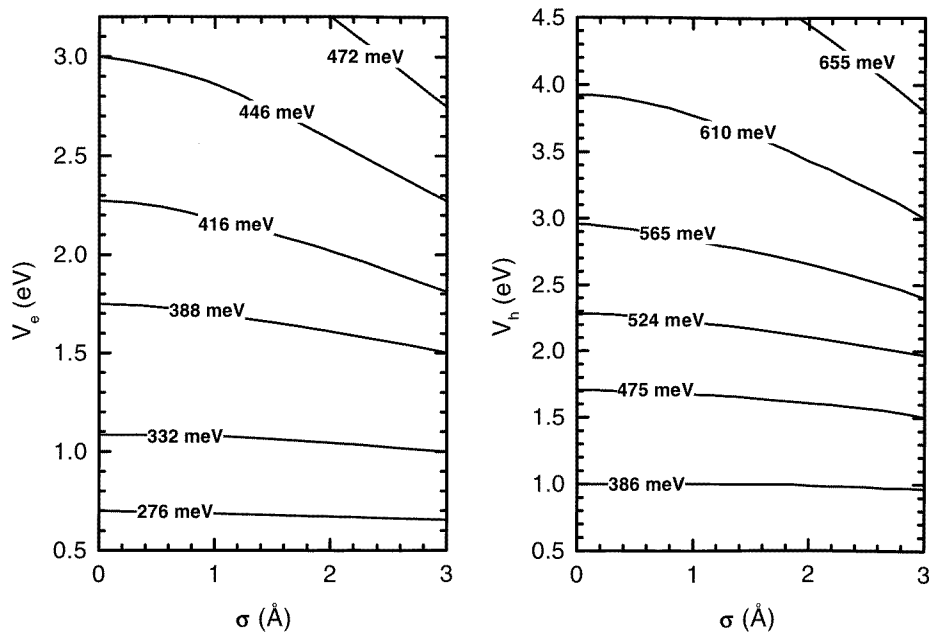 3.0
2.5
2.0
1.5
1.0
0.5
V_e (eV)
472 meV
446 meV
416 meV
388 meV
332 meV
276 meV
0 1 2 3
σ (Å)
4.5
4.0
3.5
3.0
2.5
2.0
1.5
1.0
0.5
V_h (eV)
655 meV
610 meV
565 meV
524 meV
475 meV
386 meV
0 1 2 3
σ (Å)